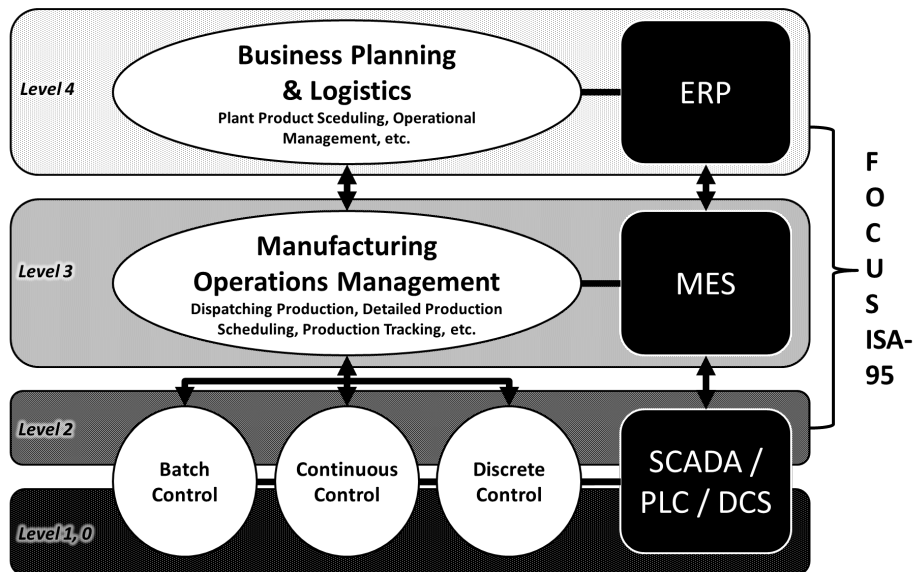 Level 4
Business Planning
& Logistics
Plant Product Sceduling, Operational
Management, etc.
ERP
Level 3
Manufacturing
Operations Management
Dispatching Production, Detailed Production
Scheduling, Production Tracking, etc.
MES
Level 2
Batch
Control
Continuous
Control
Discrete
Control
SCADA /
PLC / DCS
Level 1, 0
F
O
C
U
S
ISA-
95